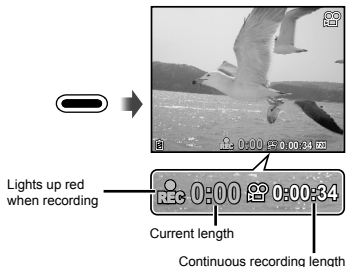 0:00 0:00:34
Lights up red
when recording
REC 0:00 0:00:34
Current length
Continuous recording length